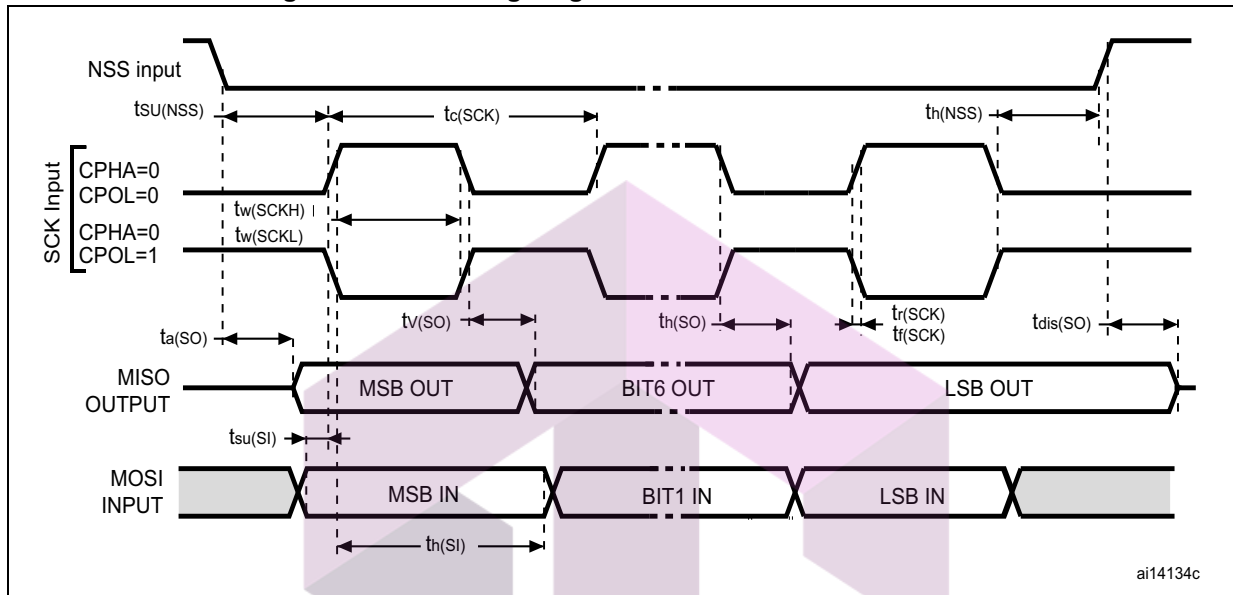 NSS input
tSU(NSS)
tc(SCK)
th(NSS)
SCK Input
CPHA=0
CPOL=0
tw(SCKH)
CPHA=0
tw(SCKL)
CPOL=1
tV(SO)
th(SO)
tr(SCK)
tf(SCK)
ta(SO)
tdis(SO)
MISO
OUTPUT
MSB OUT
BIT6 OUT
LSB OUT
tsu(SI)
MOSI
INPUT
MSB IN
BIT1 IN
LSB IN
th(SI)
ai14134c